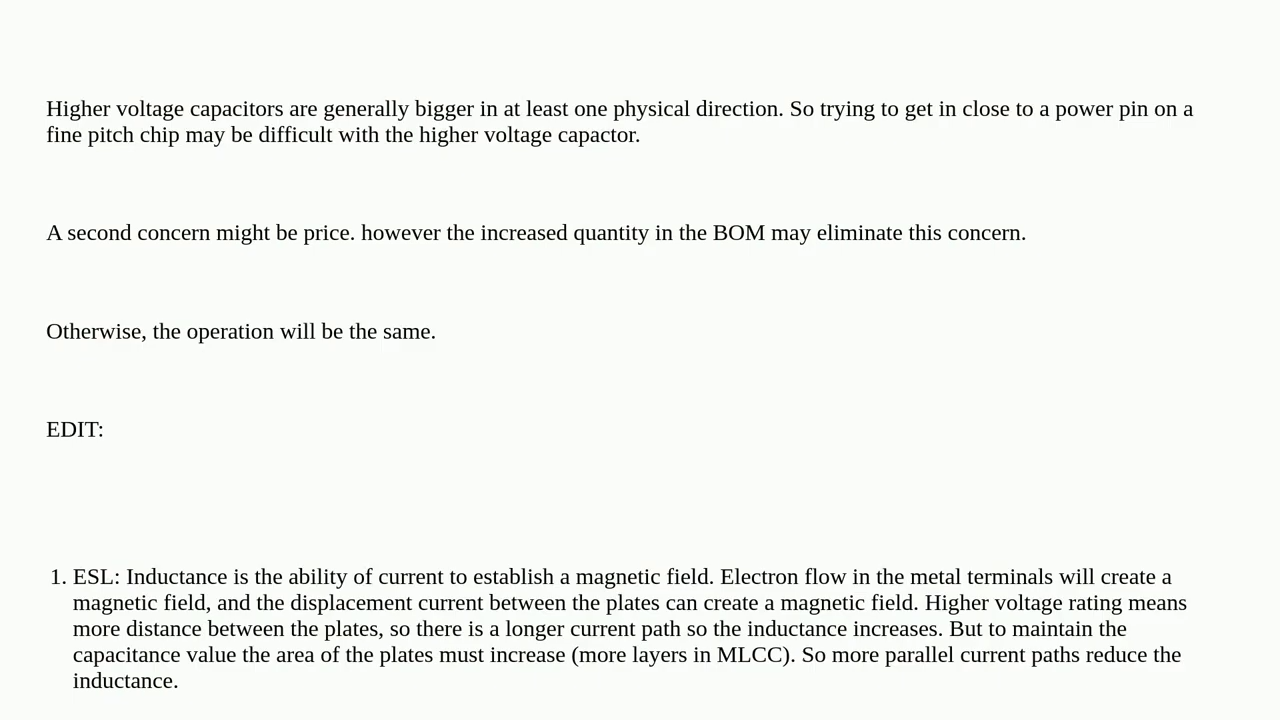 Higher voltage capacitors are generally bigger in at least one physical direction. So trying to get in close to a power pin on a
fine pitch chip may be difficult with the higher voltage capactor.
A second concern might be price. however the increased quantity in the BOM may eliminate this concern.
Otherwise, the operation will be the same.
EDIT:
1. ESL: Inductance is the ability of current to establish a magnetic field. Electron flow in the metal terminals will create a
magnetic field, and the displacement current between the plates can create a magnetic field. Higher voltage rating means
more distance between the plates, so there is a longer current path so the inductance increases. But to maintain the
capacitance value the area of the plates must increase (more layers in MLCC). So more parallel current paths reduce the
inductance.